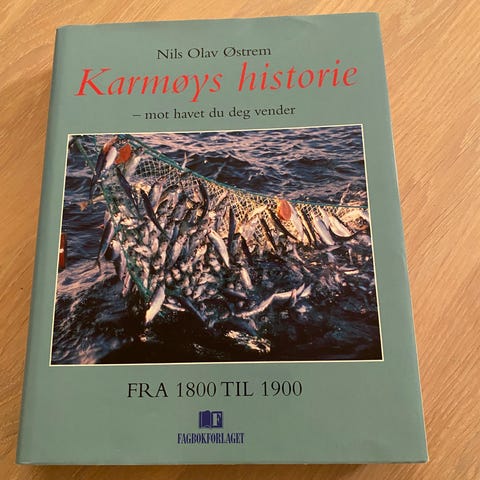 Nils Olav Østrem
Karmøys historie
– mot havet du deg vender
FRA 1800 TIL 1900
F
FAGBOKFORLAGET